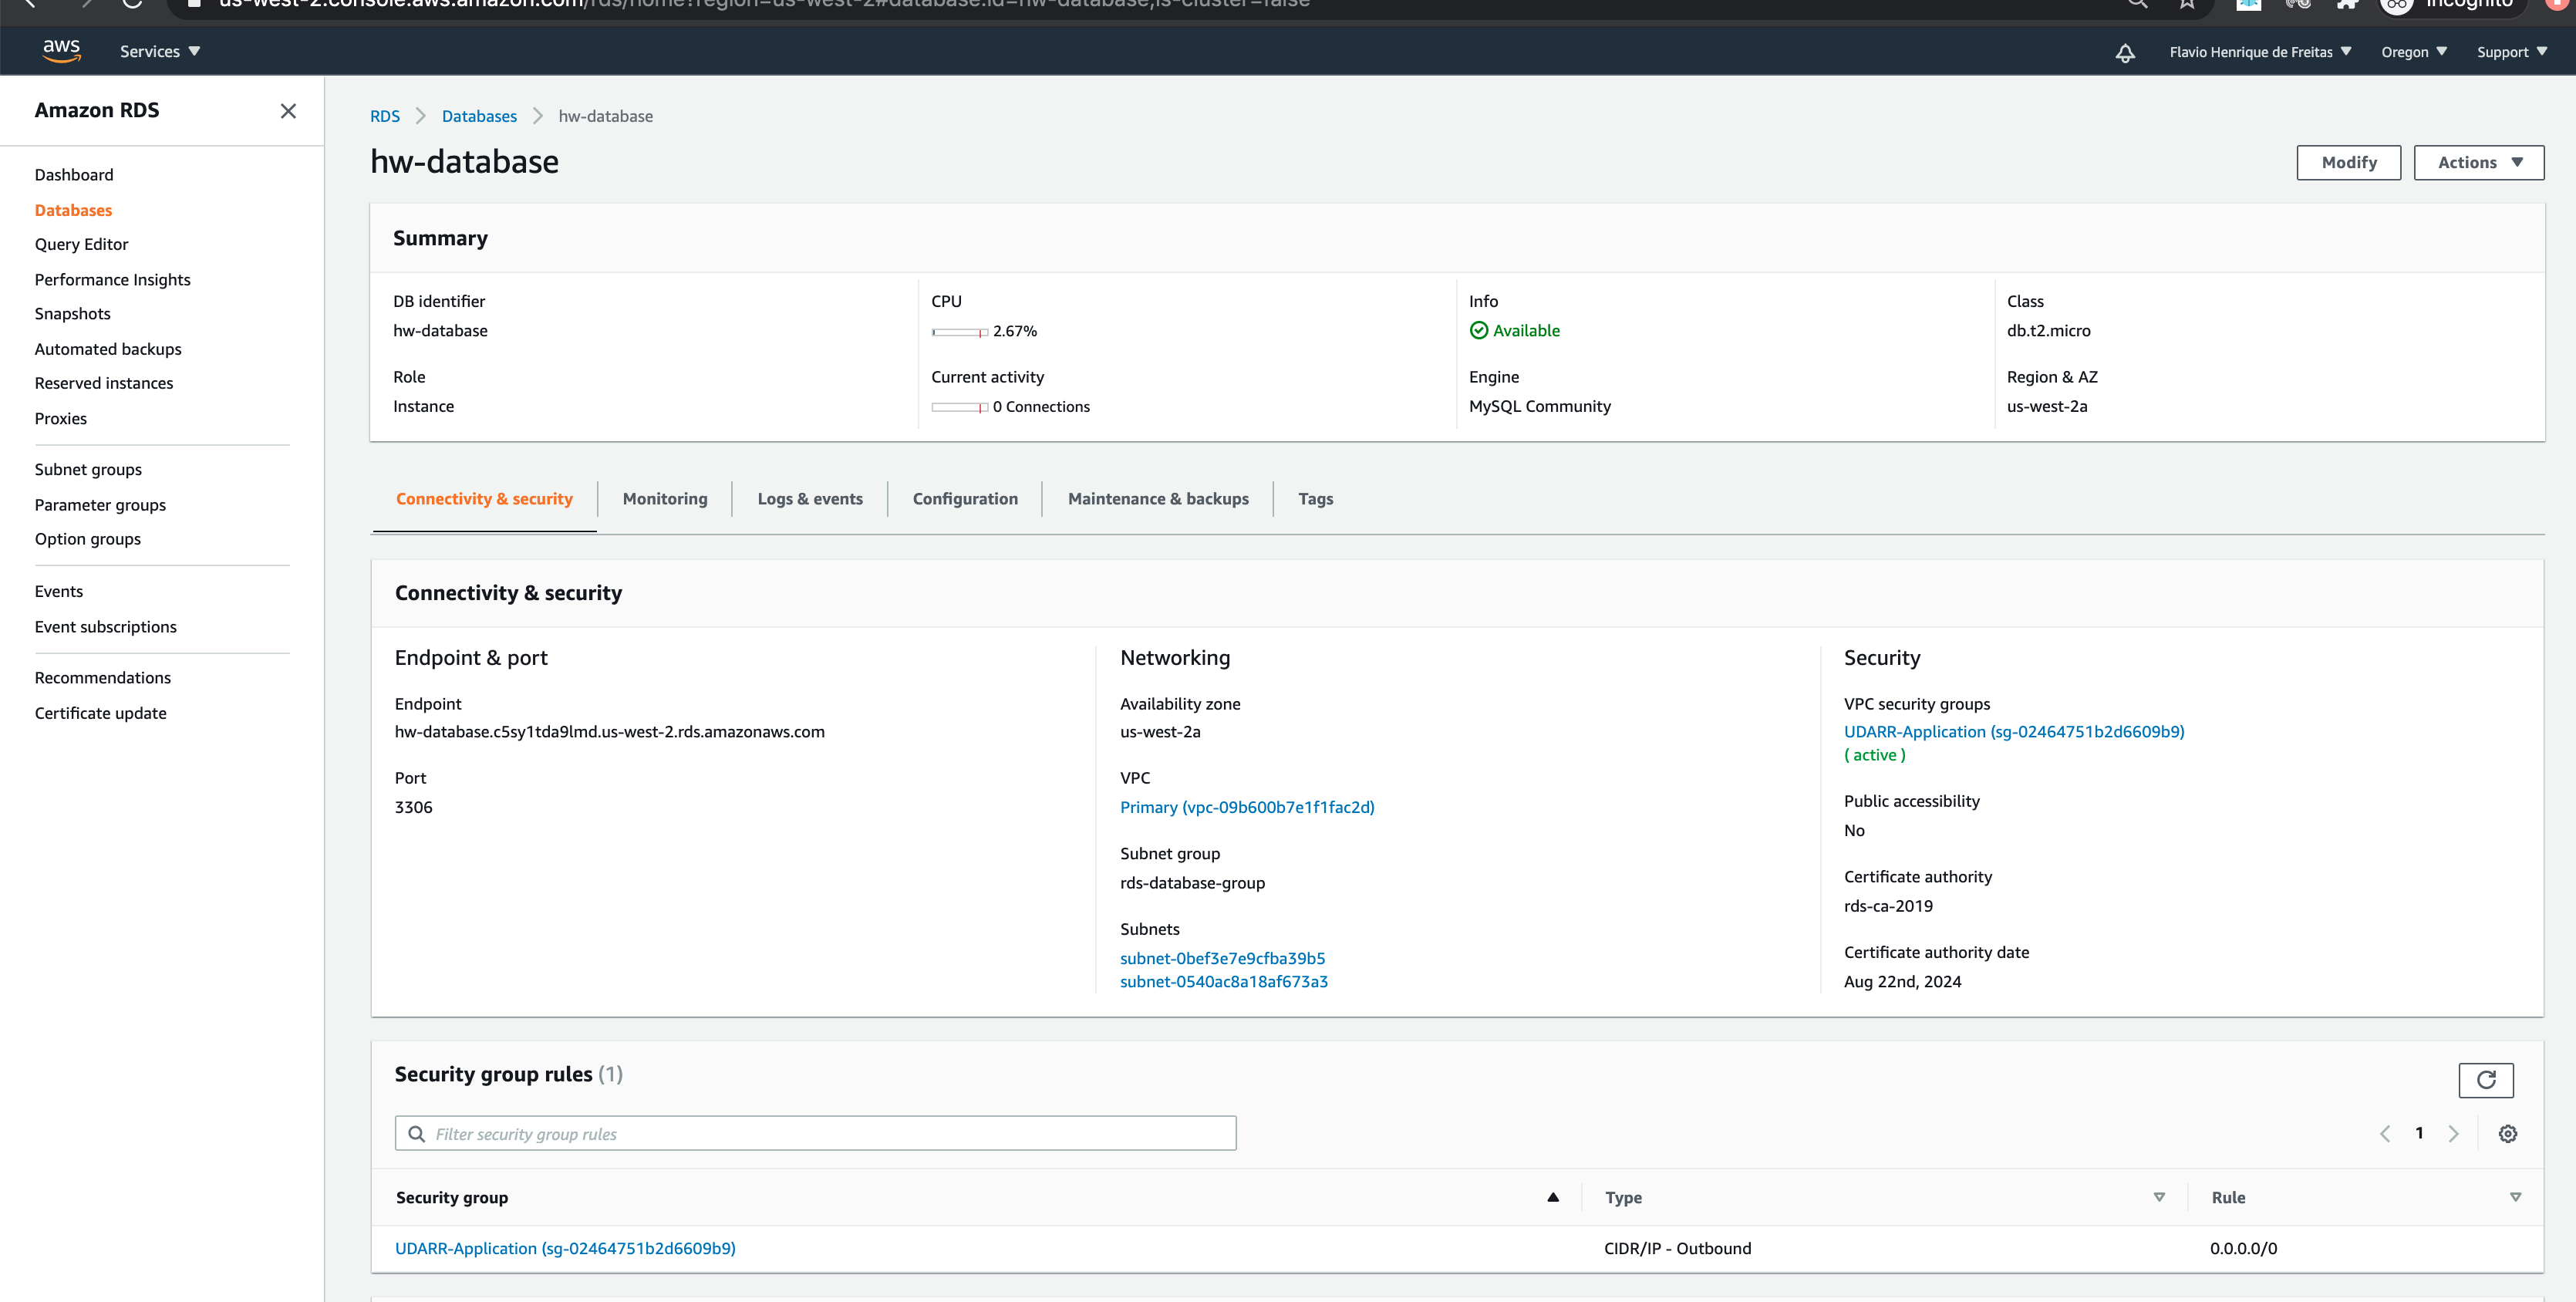 us-west-2.console.aws.amazon.com/rds/home?region=us-west-2#database:id=hw-database;is-cluster=false
Incognito
aws
Services
Flavio Henrique de Freitas
Oregon
Support
Amazon RDS
Dashboard
Databases
Query Editor
Performance Insights
Snapshots
Automated backups
Reserved instances
Proxies
Subnet groups
Parameter groups
Option groups
Events
Event subscriptions
Recommendations
Certificate update
RDS
Databases
hw-database
hw-database
Modify
Actions
Summary
DB identifier
hw-database
CPU
2.67%
Info
Available
Class
db.t2.micro
Role
Instance
Current activity
0 Connections
Engine
MySQL Community
Region & AZ
us-west-2a
Connectivity & security
Monitoring
Logs & events
Configuration
Maintenance & backups
Tags
Connectivity & security
Endpoint & port
Endpoint
hw-database.c5sy1tda9lmd.us-west-2.rds.amazonaws.com
Port
3306
Networking
Availability zone
us-west-2a
VPC
Primary (vpc-09b600b7e1f1fac2d)
Subnet group
rds-database-group
Subnets
subnet-0bef3e7e9cfba39b5
subnet-0540ac8a18af673a3
Security
VPC security groups
UDARR-Application (sg-02464751b2d6609b9)
( active )
Public accessibility
No
Certificate authority
rds-ca-2019
Certificate authority date
Aug 22nd, 2024
Security group rules (1)
Filter security group rules
1
Security group
Type
Rule
UDARR-Application (sg-02464751b2d6609b9)
CIDR/IP - Outbound
0.0.0.0/0